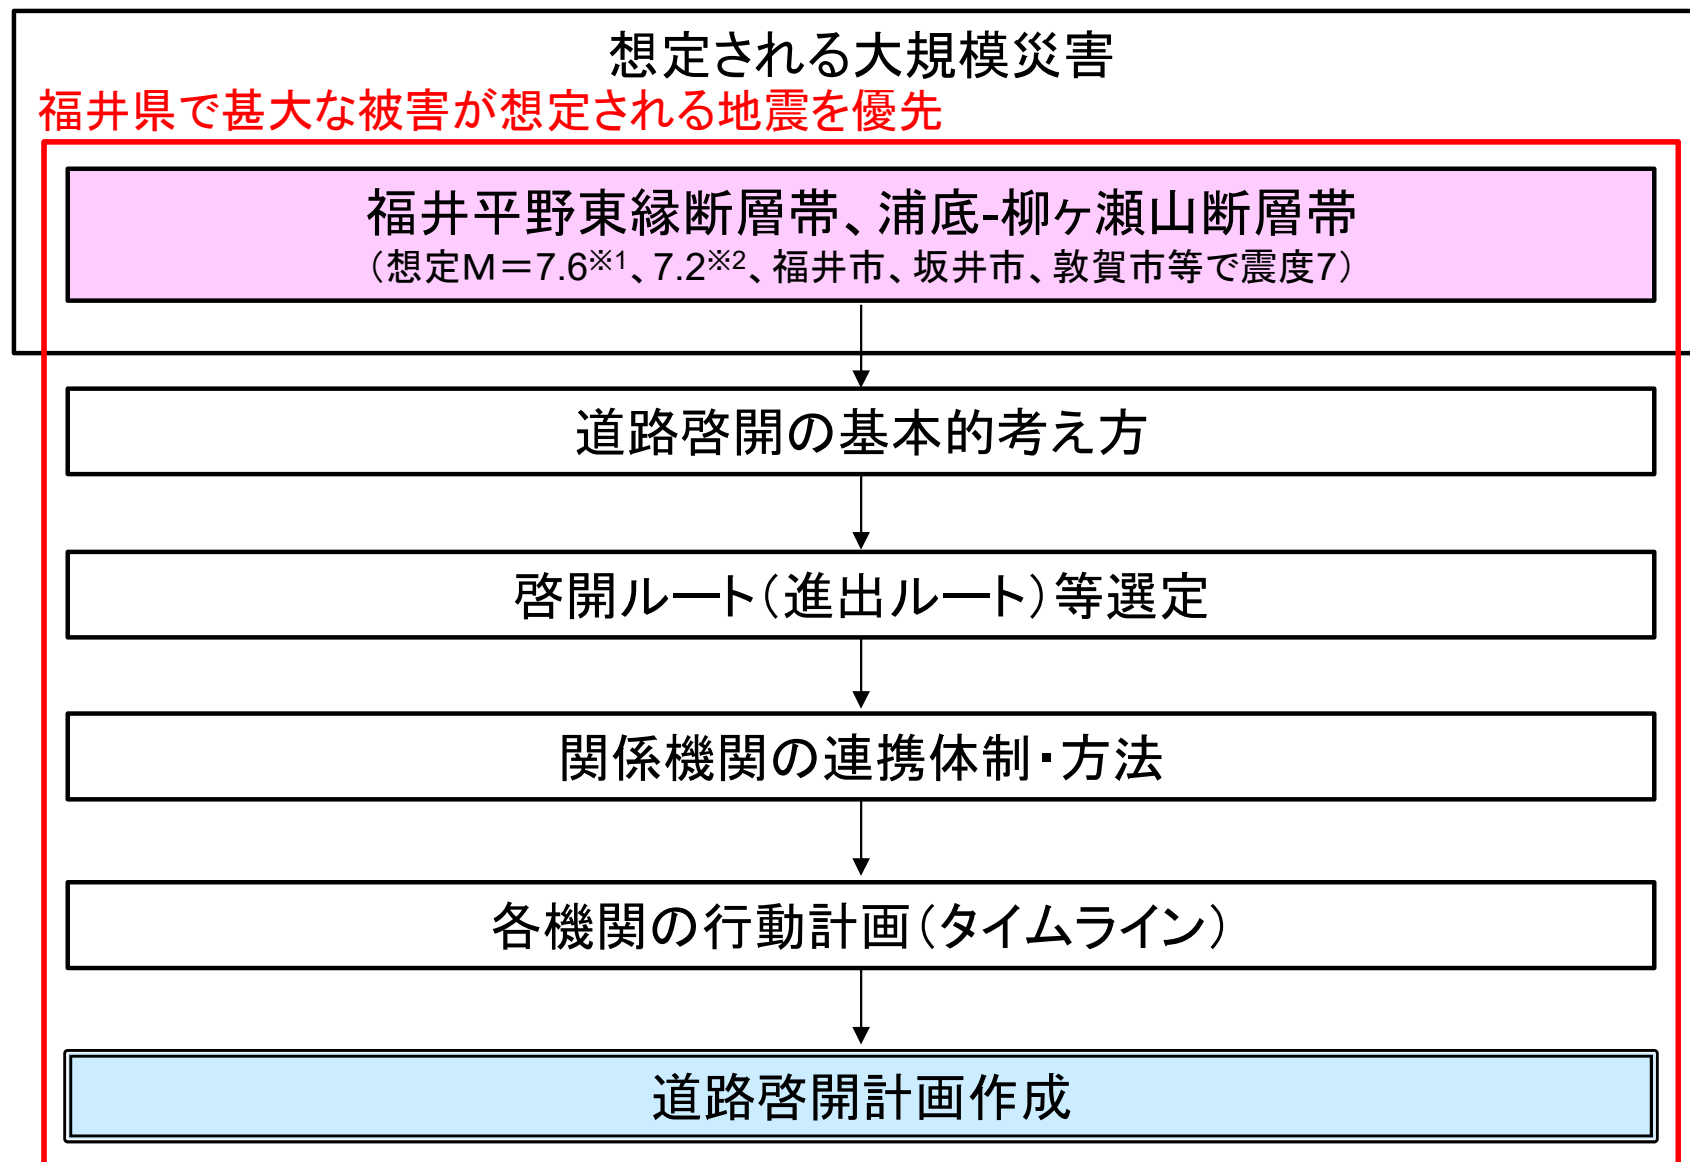 想定される大規模災害
福井県で甚大な被害が想定される地震を優先
福井平野東縁断層帯、浦底-柳ヶ瀬山断層帯
（想定M＝7.6※1、7.2※2、福井市、坂井市、敦賀市等で震度7）
道路啓開の基本的考え方
啓開ルート（進出ルート）等選定
関係機関の連携体制・方法
各機関の行動計画（タイムライン）
道路啓開計画作成